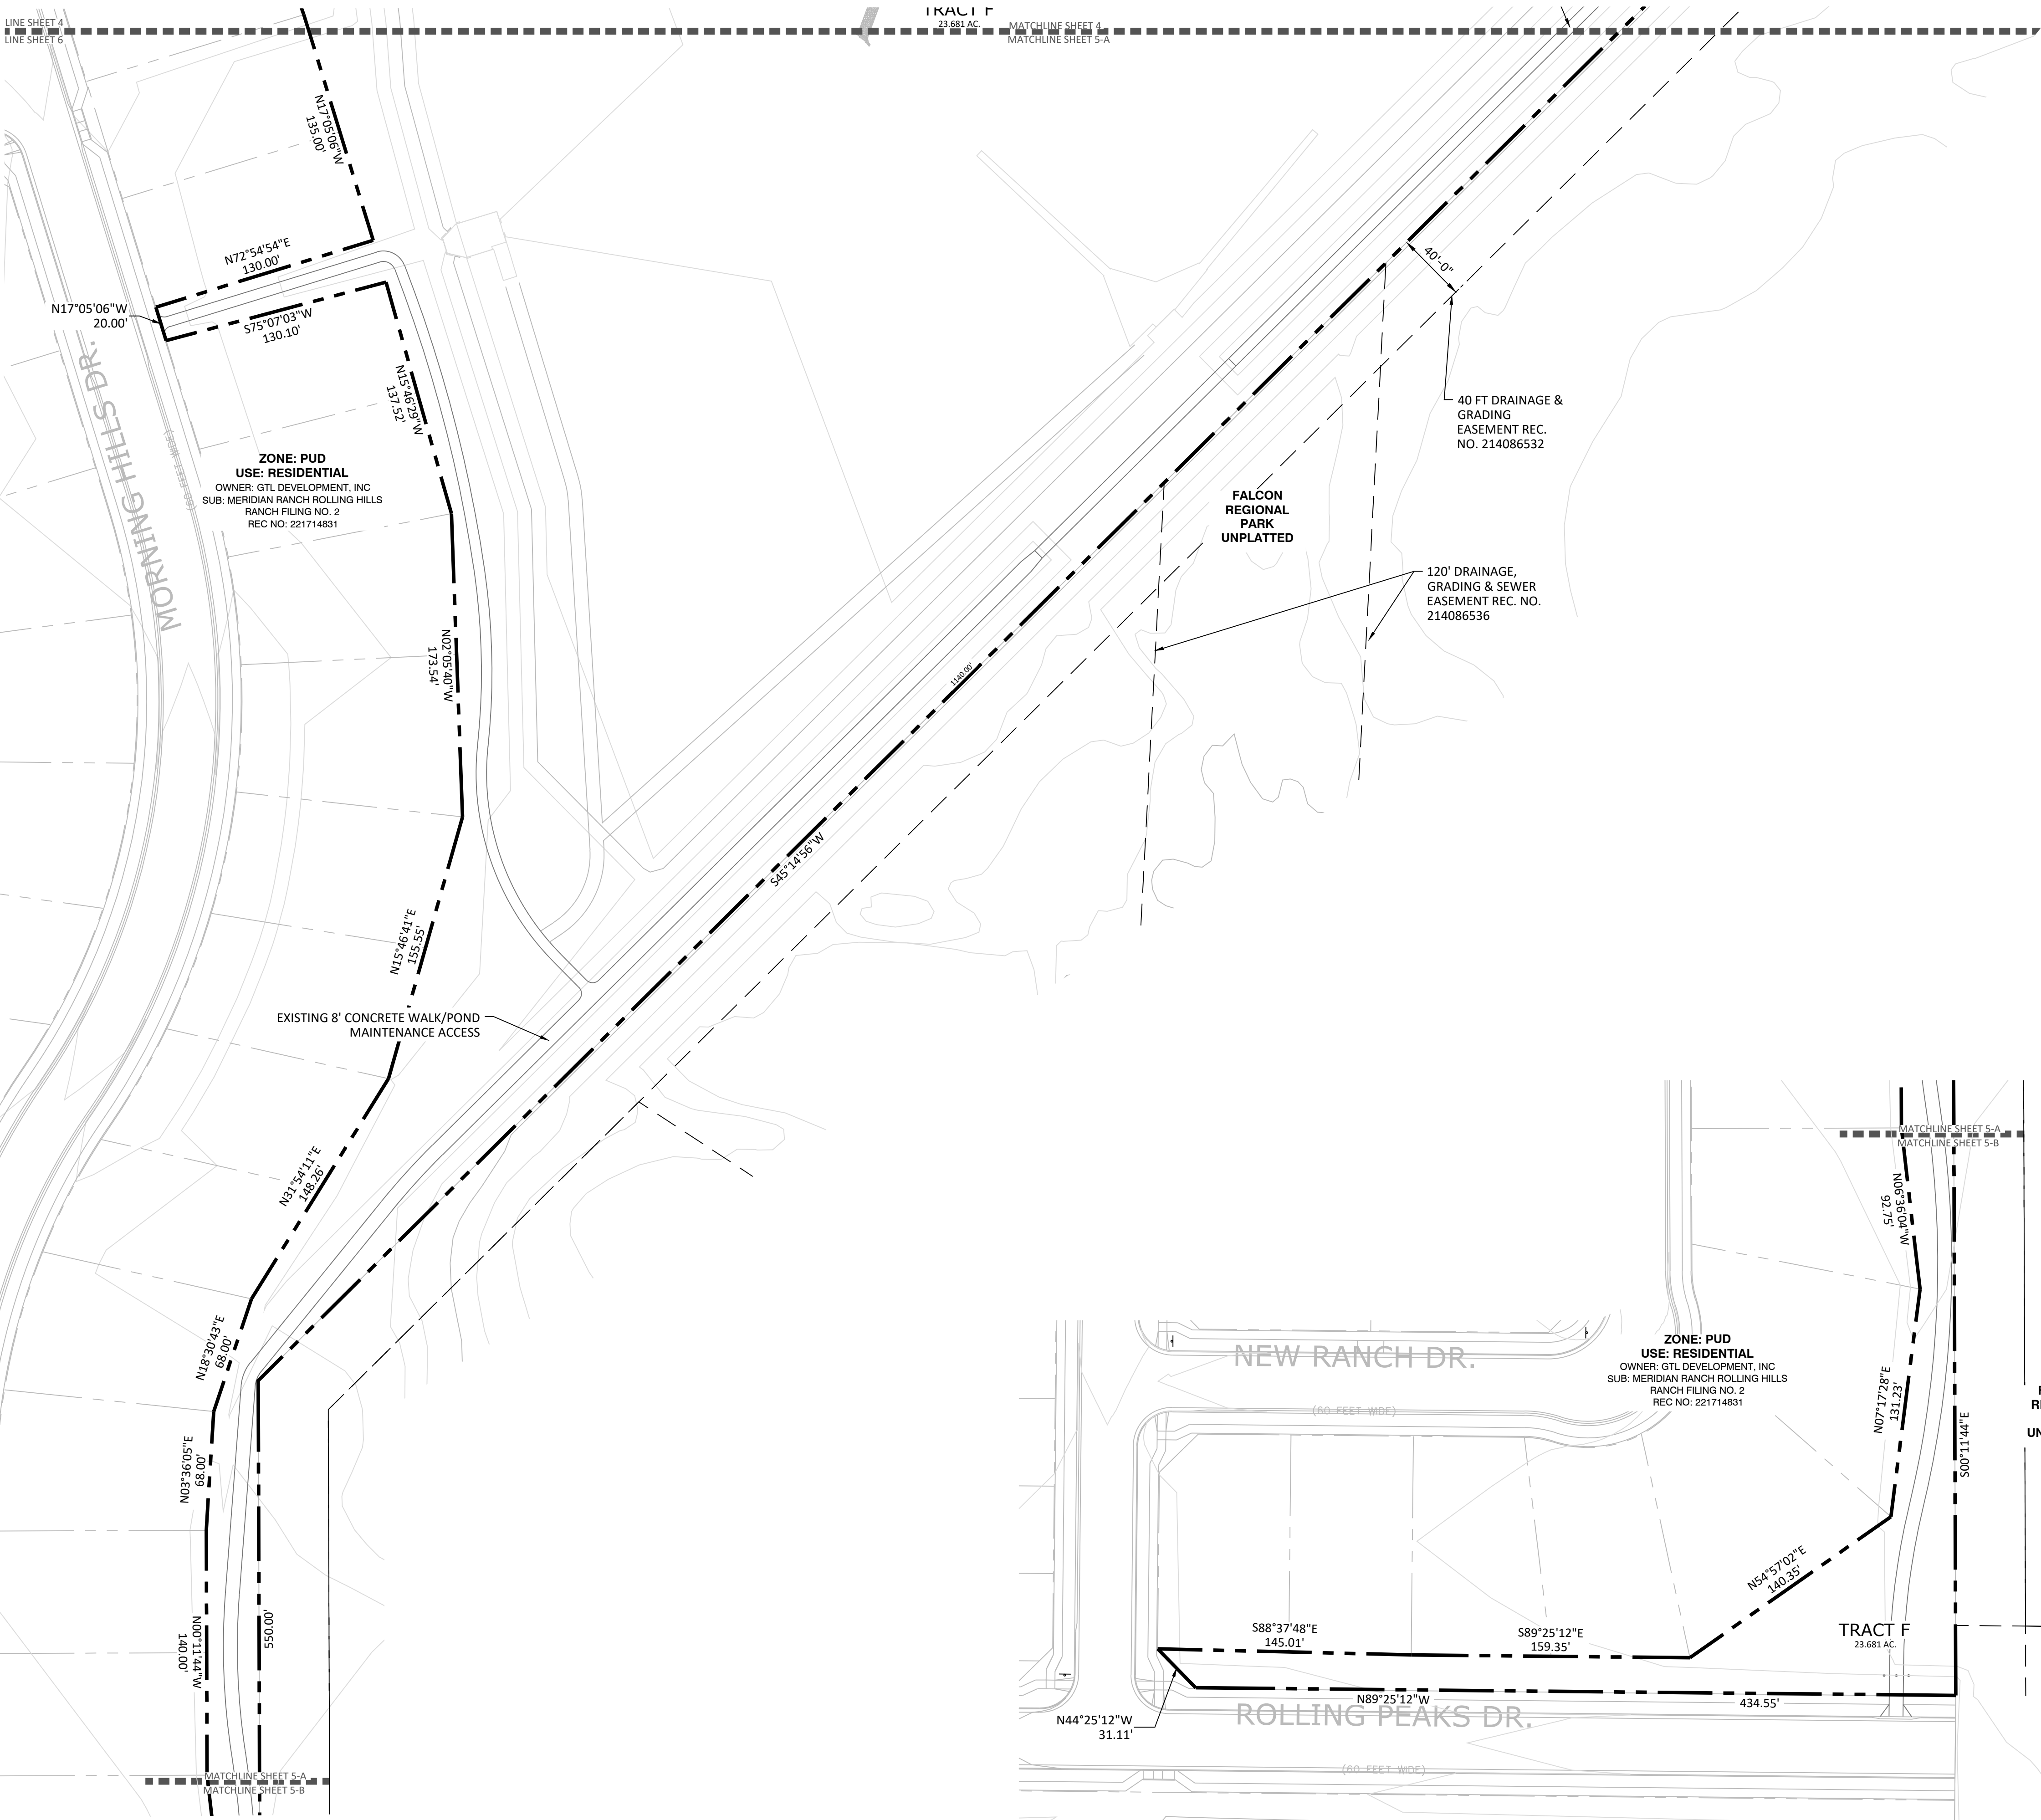 LINE SHEET 4
LINE SHEET 6
TRACT F
23.681 AC.
MATCHLINE SHEET 4
MATCHLINE SHEET 5-A
N17°05'06"W
135.00'
N72°54'54"E
130.00'
N17°05'06"W
20.00'
S75°07'03"W
130.10'
N15°46'29"W
137.52'
MORNING HILLS DR.
(60 FEET WIDE)
ZONE: PUD
USE: RESIDENTIAL
OWNER: GTL DEVELOPMENT, INC
SUB: MERIDIAN RANCH ROLLING HILLS
RANCH FILING NO. 2
REC NO: 221714831
40'-0"
40 FT DRAINAGE &
GRADING
EASEMENT REC.
NO. 214086532
FALCON
REGIONAL
PARK
UNPLATTED
120' DRAINAGE,
GRADING & SEWER
EASEMENT REC. NO.
214086536
N02°05'40"W
173.54'
1140.00'
S45°14'56"W
N15°46'41"E
155.55'
EXISTING 8' CONCRETE WALK/POND
MAINTENANCE ACCESS
N31°54'11"E
148.26'
N18°30'43"E
68.00'
N03°36'05"E
68.00'
N00°11'44"W
140.00'
550.00'
MATCHLINE SHEET 5-A
MATCHLINE SHEET 5-B
MATCHLINE SHEET 5-A
MATCHLINE SHEET 5-B
N06°36'04"W
92.75'
NEW RANCH DR.
(60 FEET WIDE)
ZONE: PUD
USE: RESIDENTIAL
OWNER: GTL DEVELOPMENT, INC
SUB: MERIDIAN RANCH ROLLING HILLS
RANCH FILING NO. 2
REC NO: 221714831
N07°17'28"E
131.23'
S00°11'44"E
N54°57'02"E
140.35'
TRACT F
23.681 AC.
S88°37'48"E
145.01'
S89°25'12"E
159.35'
N89°25'12"W
434.55'
N44°25'12"W
31.11'
ROLLING PEAKS DR.
(60 FEET WIDE)